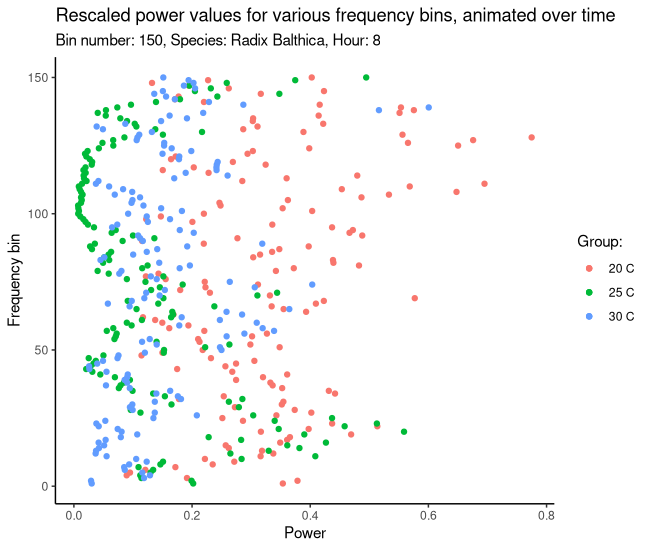 Rescaled power values for various frequency bins, animated over time
Bin number: 150, Species: Radix Balthica, Hour: 8
150
100
50
0
Frequency bin
0.0 0.2 0.4 0.6 0.8
Power
Group:
20 C
25 C
30 C